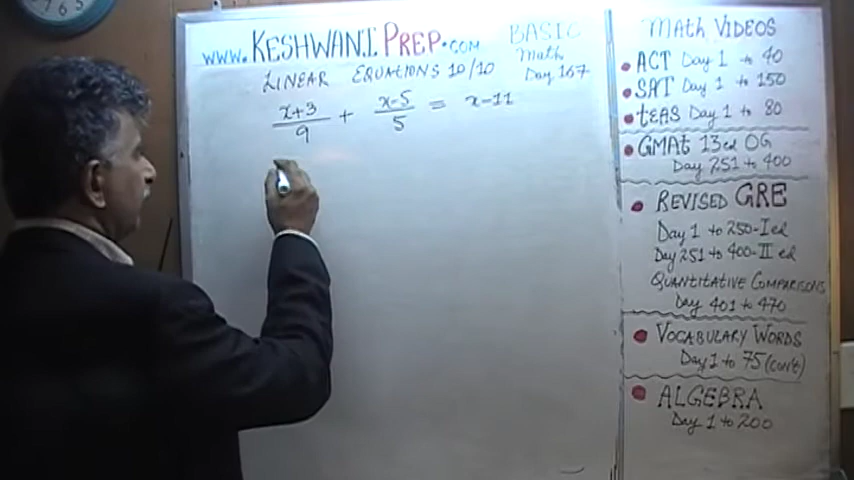 www.KESHWANI PREP.COM
BASIC
Math
Day 167
LINEAR EQUATIONS 10/10
x+3/9 + x-5/5 = x-11
Math VIDEOS
ACT Day 1 to 40
SAT Day 1 to 150
tEAS Day 1 to 80
GMAt 13ed OG
Day 251 to 400
REVISED GRE
Day 1 to 250-I ed
Day 251 to 400-II ed
QUANTITATIVE COMPARISONS
Day 401 to 470
VOCABULARY WORDS
Day 1 to 75 (con't)
ALGEBRA
Day 1 to 200